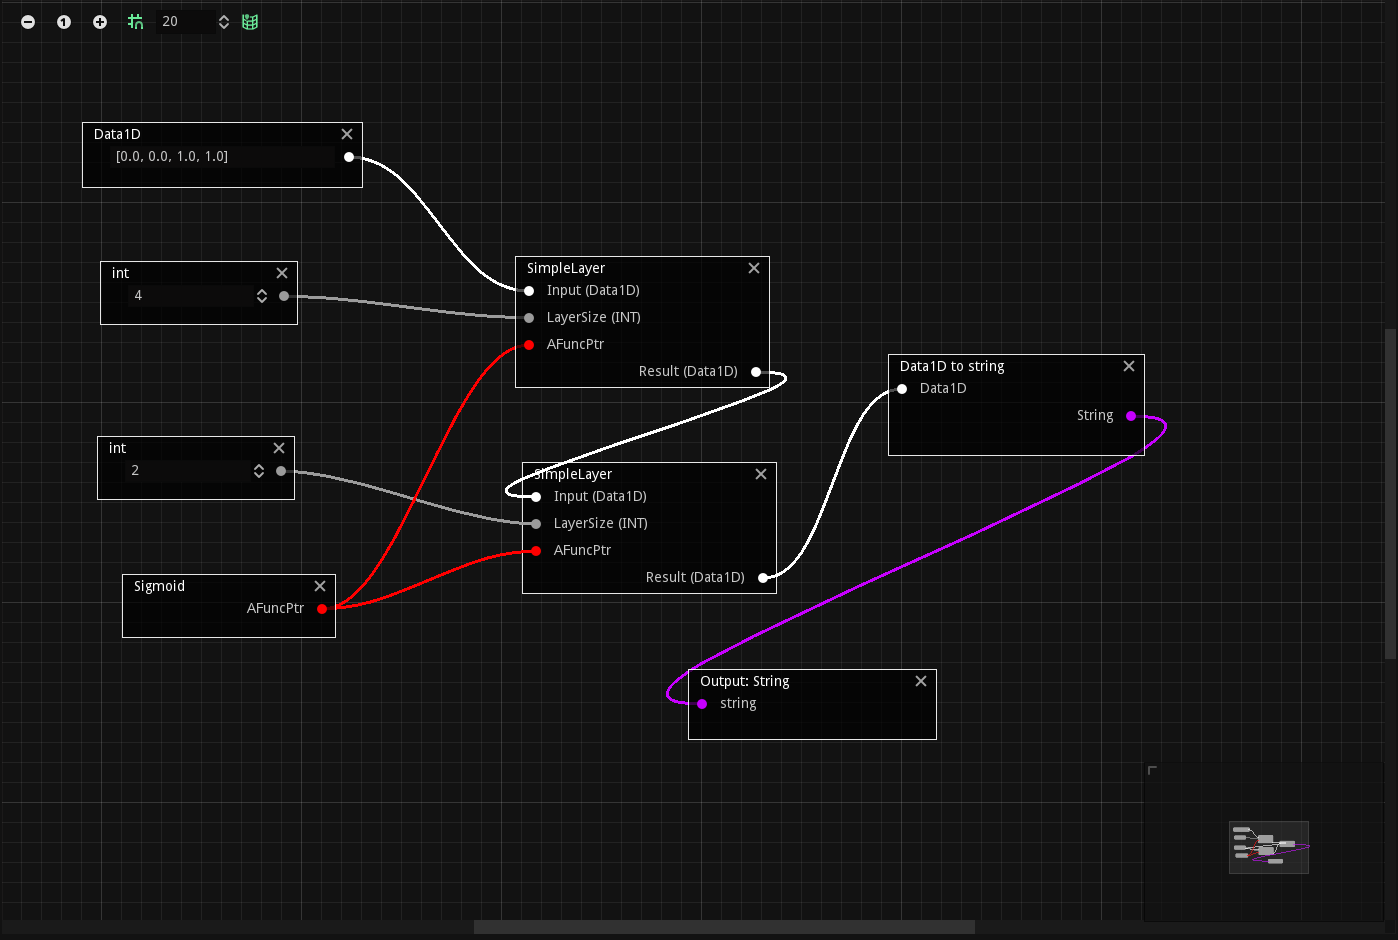 1
20
Data1D
[0.0, 0.0, 1.0, 1.0]
int
4
SimpleLayer
Input (Data1D)
LayerSize (INT)
AFuncPtr
Result (Data1D)
Data1D to string
Data1D
String
int
2
SimpleLayer
Input (Data1D)
LayerSize (INT)
AFuncPtr
Result (Data1D)
Sigmoid
AFuncPtr
Output: String
string